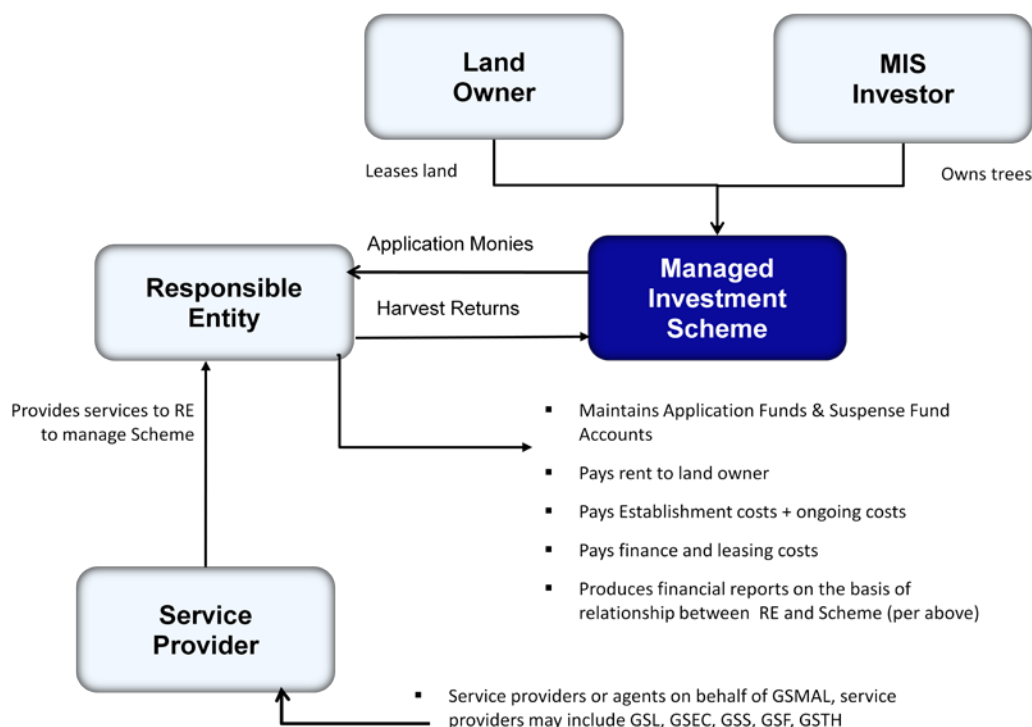 Land
Owner
MIS
Investor
Leases land
Owns trees
Application Monies
Managed
Investment
Scheme
Responsible
Entity
Harvest Returns
Provides services to RE
to manage Scheme
▪ Maintains Application Funds & Suspense Fund
Accounts
▪ Pays rent to land owner
▪ Pays Establishment costs + ongoing costs
▪ Pays finance and leasing costs
▪ Produces financial reports on the basis of
relationship between RE and Scheme (per above)
Service
Provider
▪ Service providers or agents on behalf of GSMAL, service
providers may include GSL, GSEC, GSS, GSF, GSTH